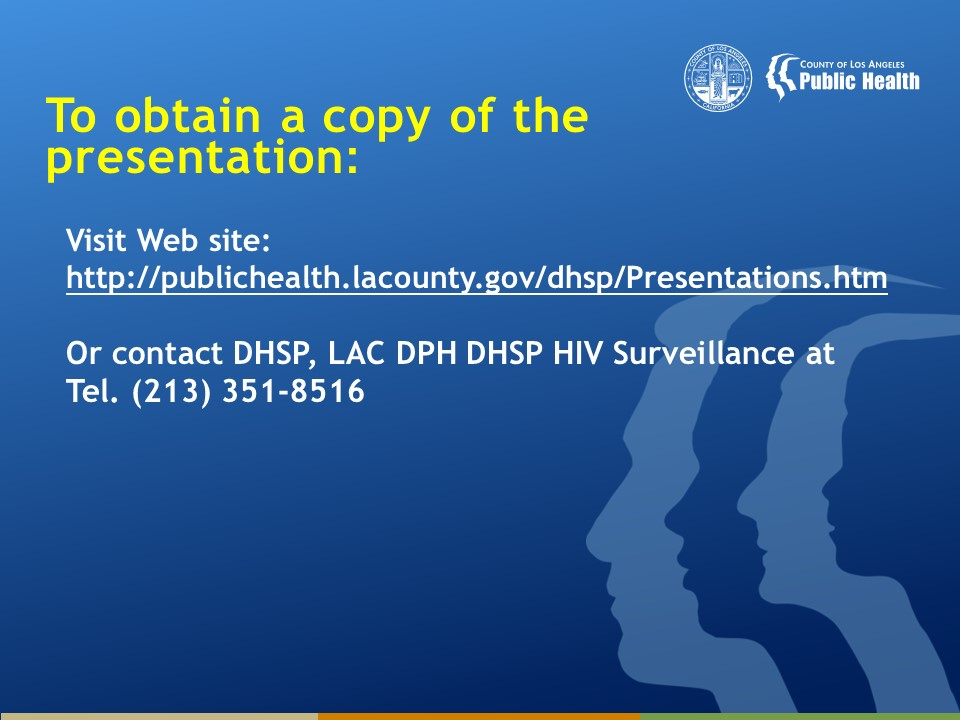 COUNTY OF LOS ANGELES
Public Health
CALIFORNIA
To obtain a copy of the
presentation:
Visit Web site:
http://publichealth.lacounty.gov/dhsp/Presentations.htm
Or contact DHSP, LAC DPH DHSP HIV Surveillance at
Tel. (213) 351-8516